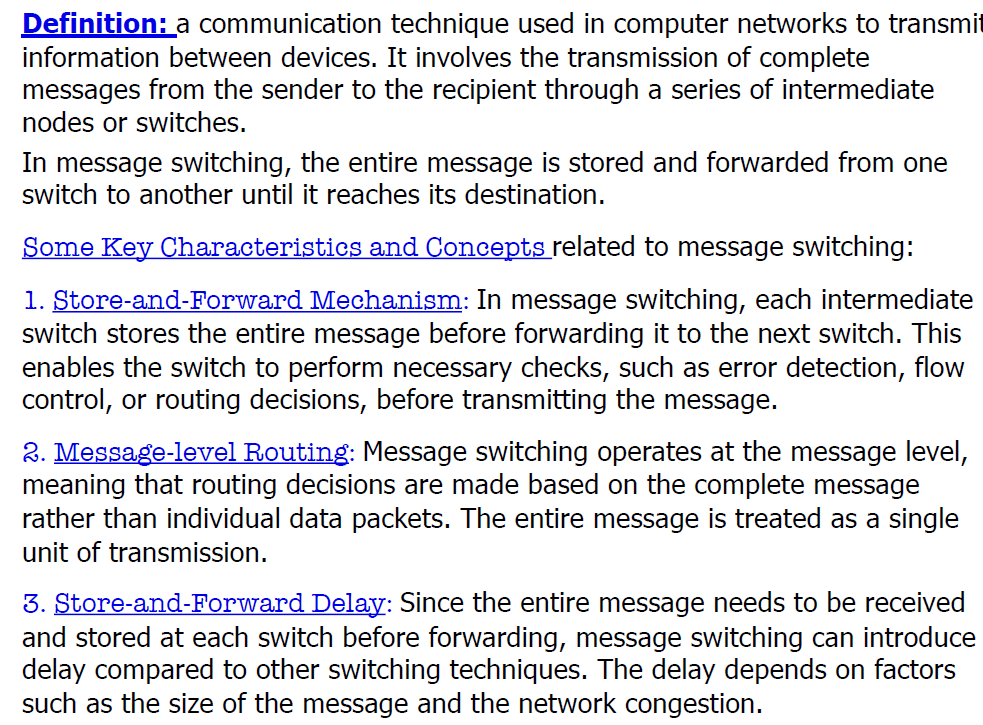 Definition: a communication technique used in computer networks to transmit
information between devices. It involves the transmission of complete
messages from the sender to the recipient through a series of intermediate
nodes or switches.
In message switching, the entire message is stored and forwarded from one
switch to another until it reaches its destination.
Some Key Characteristics and Concepts related to message switching:
1. Store-and-Forward Mechanism: In message switching, each intermediate
switch stores the entire message before forwarding it to the next switch. This
enables the switch to perform necessary checks, such as error detection, flow
control, or routing decisions, before transmitting the message.
2. Message-level Routing: Message switching operates at the message level,
meaning that routing decisions are made based on the complete message
rather than individual data packets. The entire message is treated as a single
unit of transmission.
3. Store-and-Forward Delay: Since the entire message needs to be received
and stored at each switch before forwarding, message switching can introduce
delay compared to other switching techniques. The delay depends on factors
such as the size of the message and the network congestion.